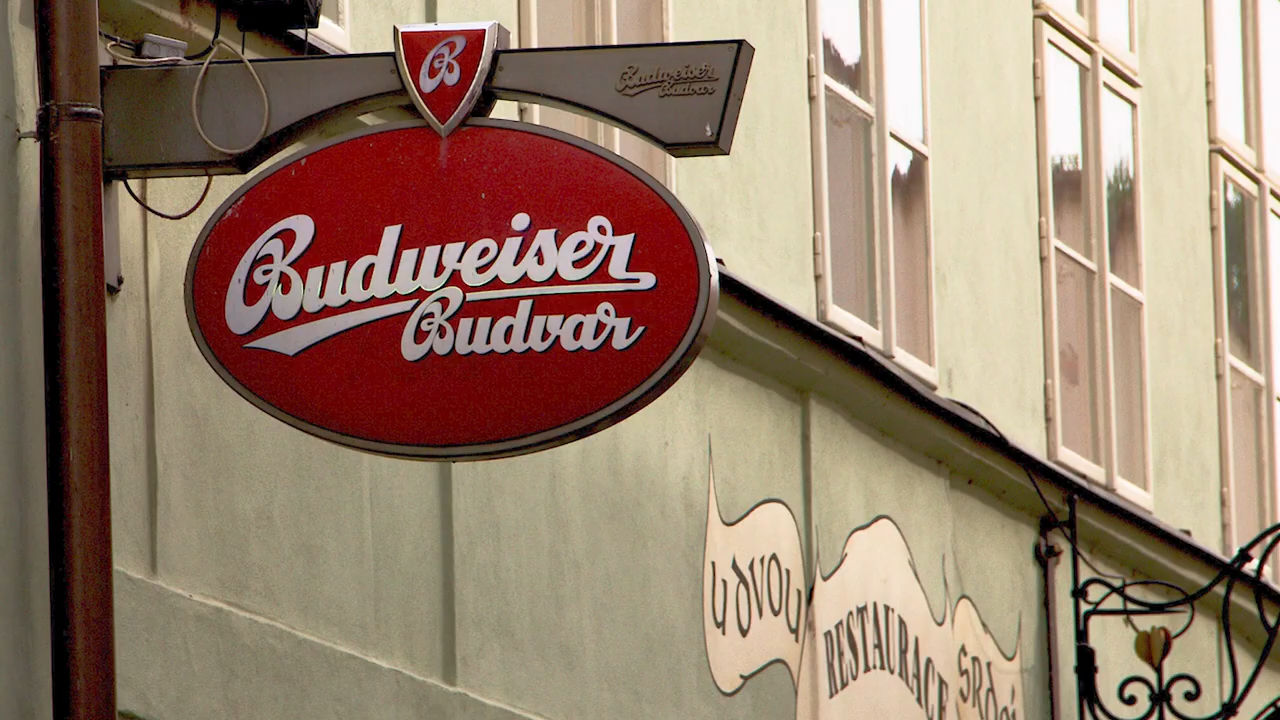 B
Budweiser
Budvar
Budweiser
Budvar
u dvou
RESTAURACE
srdcí